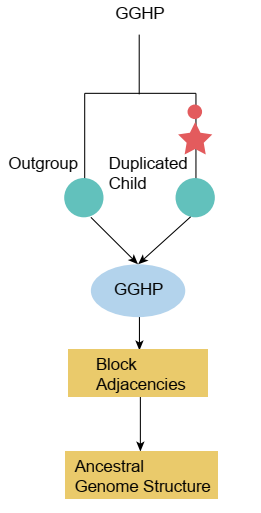 GGHP
Outgroup
Duplicated
Child
GGHP
Block
Adjacencies
Ancestral
Genome Structure